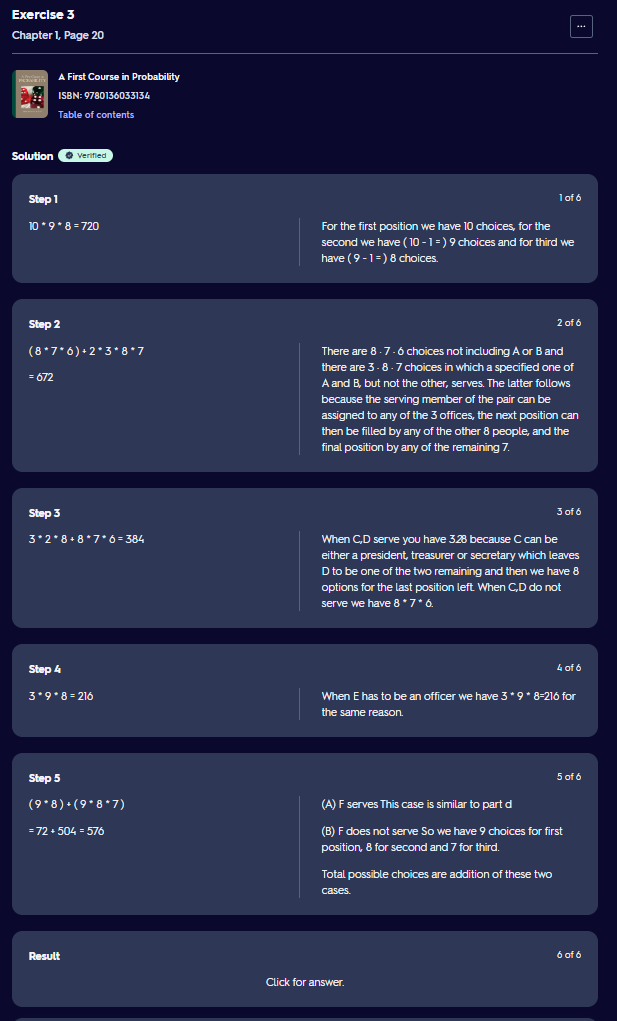 Exercise 3
Chapter 1, Page 20
...
A First Course in Probability
ISBN: 9780136033134
Table of contents
Solution
Verified
Step 1
1 of 6
10 * 9 * 8 = 720
For the first position we have 10 choices, for the
second we have ( 10 - 1 = ) 9 choices and for third we
have ( 9 - 1 = ) 8 choices.
Step 2
2 of 6
( 8 * 7 * 6 ) + 2 * 3 * 8 * 7
= 672
There are 8 · 7 · 6 choices not including A or B and
there are 3 · 8 · 7 choices in which a specified one of
A and B, but not the other, serves. The latter follows
because the serving member of the pair can be
assigned to any of the 3 offices, the next position can
then be filled by any of the other 8 people, and the
final position by any of the remaining 7.
Step 3
3 of 6
3 * 2 * 8 + 8 * 7 * 6 = 384
When C,D serve you have 3.2.8 because C can be
either a president, treasurer or secretary which leaves
D to be one of the two remaining and then we have 8
options for the last position left. When C,D do not
serve we have 8 * 7 * 6.
Step 4
4 of 6
3 * 9 * 8 = 216
When E has to be an officer we have 3 * 9 * 8=216 for
the same reason.
Step 5
5 of 6
( 9 * 8 ) + ( 9 * 8 * 7 )
= 72 + 504 = 576
(A) F serves This case is similar to part d
(B) F does not serve So we have 9 choices for first
position, 8 for second and 7 for third.
Total possible choices are addition of these two
cases.
Result
6 of 6
Click for answer.